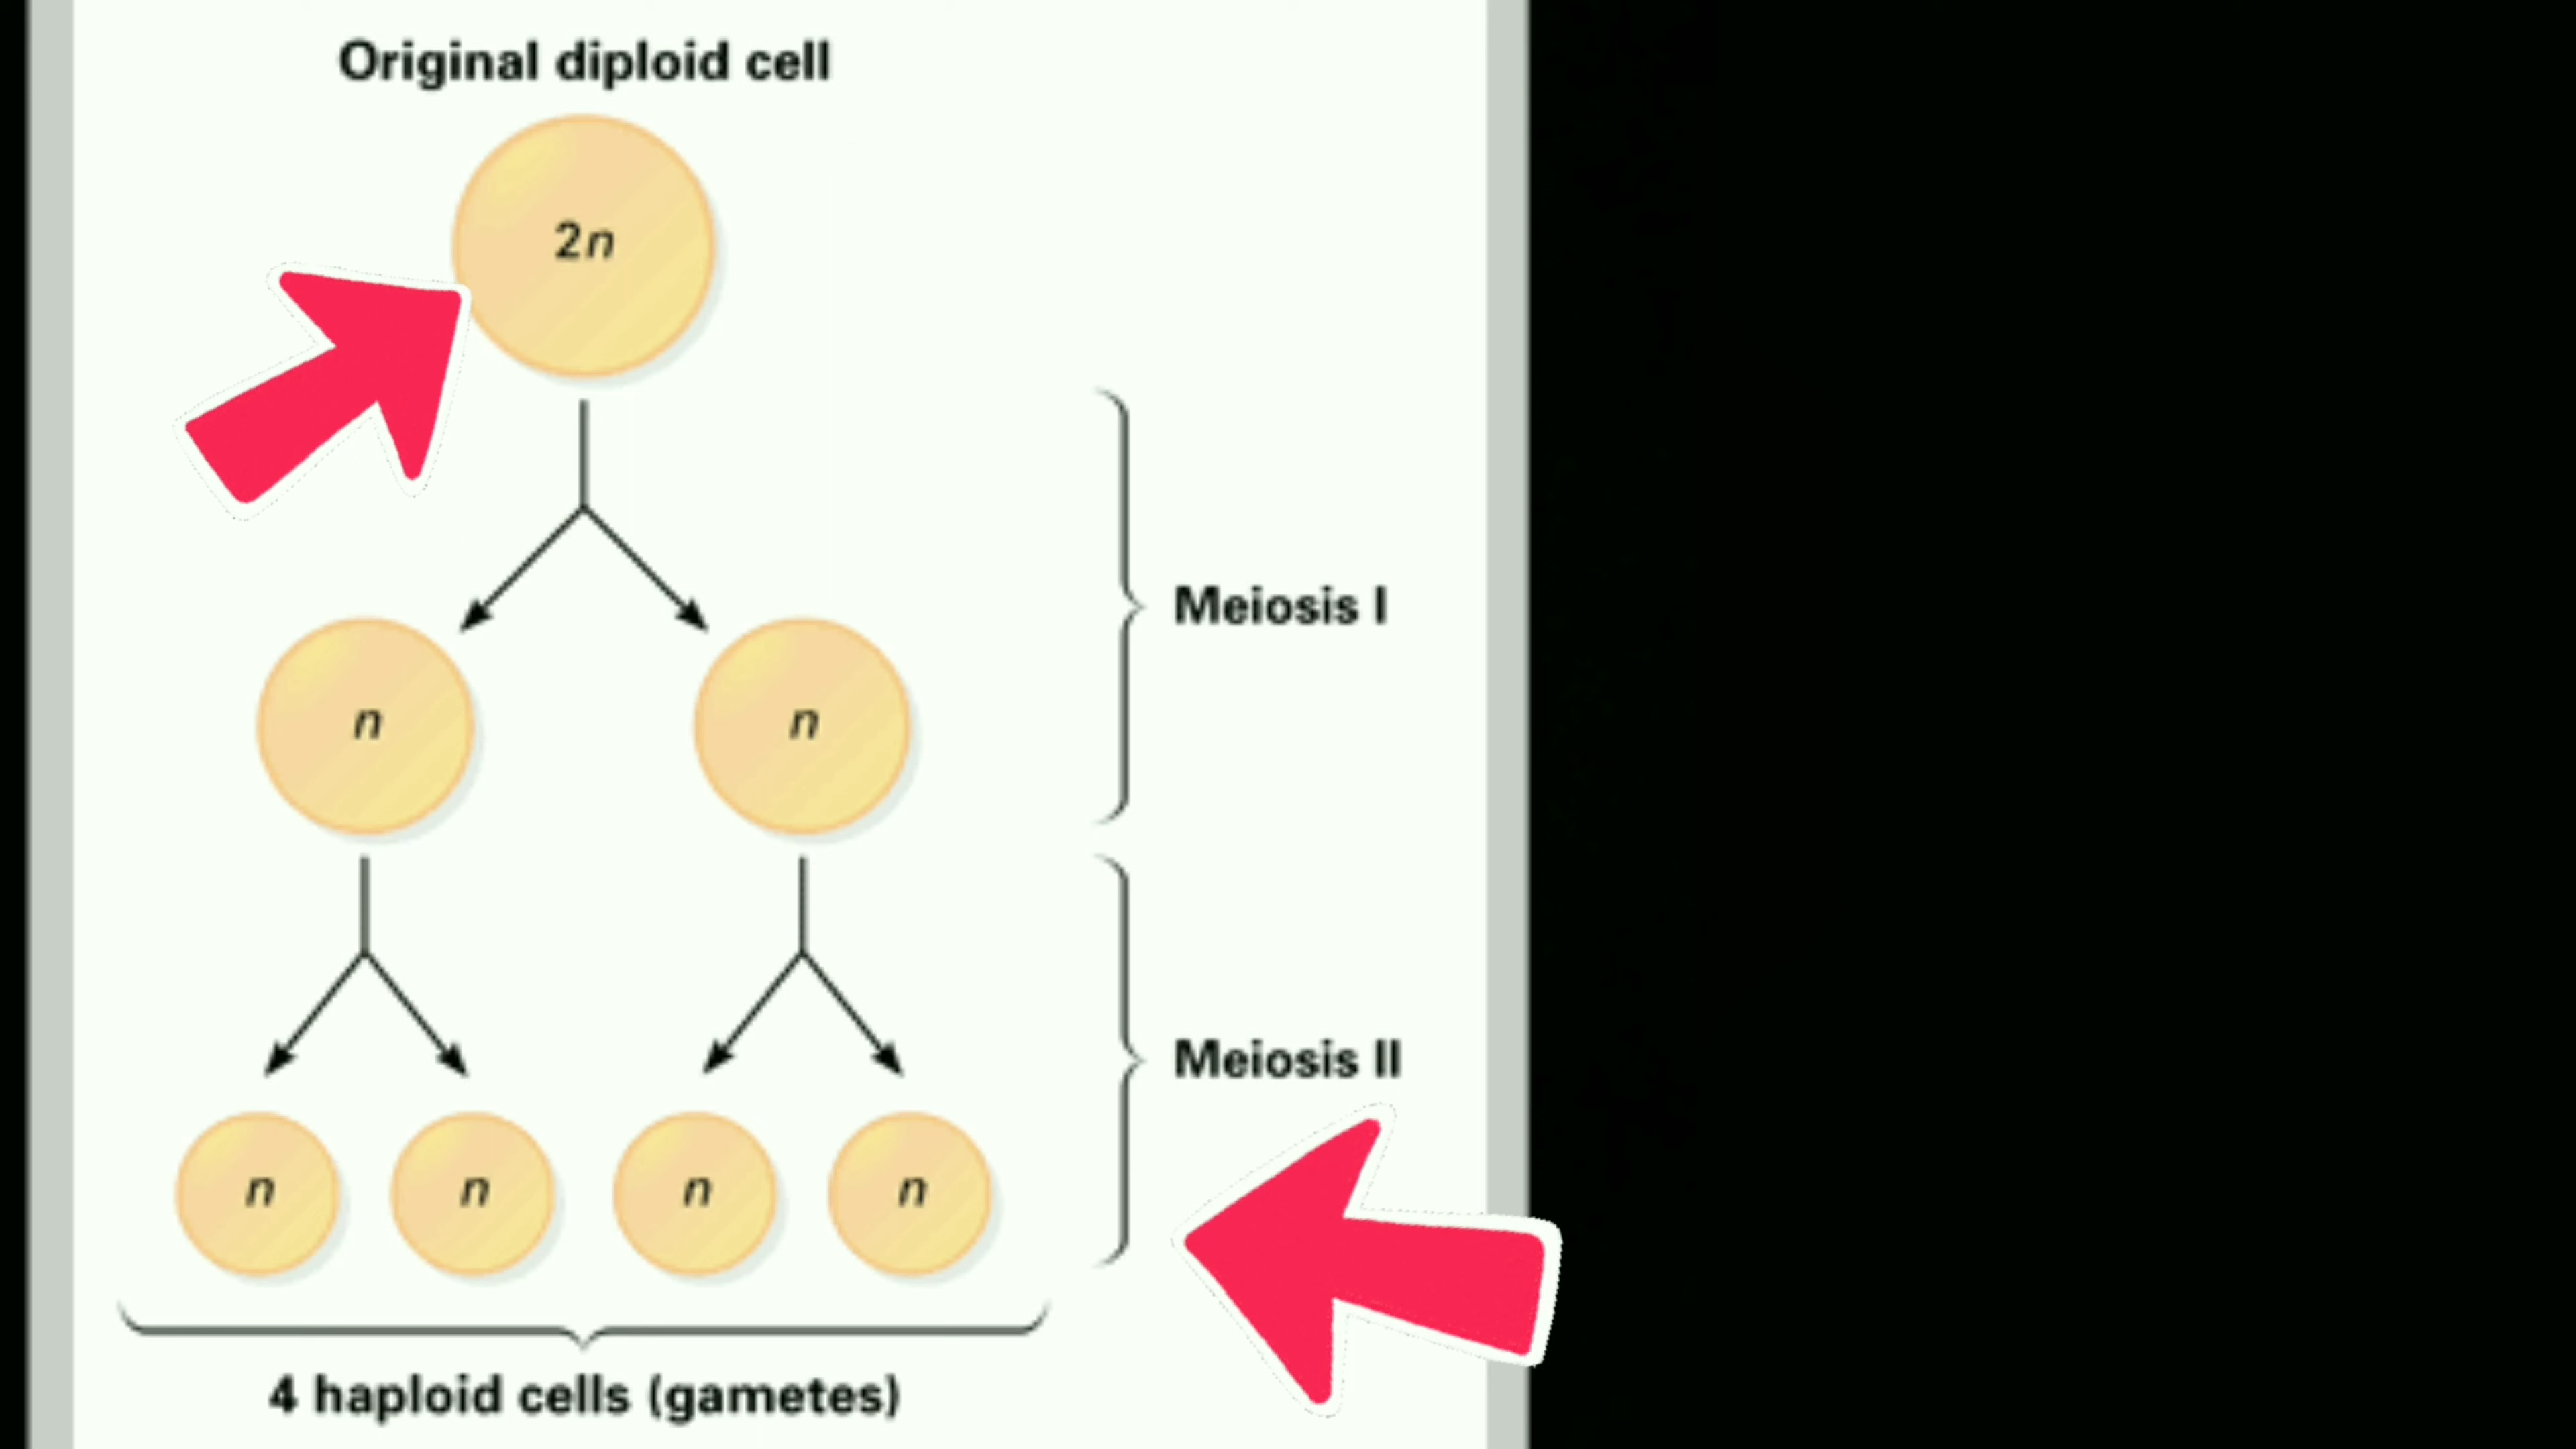 Original diploid cell
2n
n n
Meiosis I
n n n n
Meiosis II
4 haploid cells (gametes)